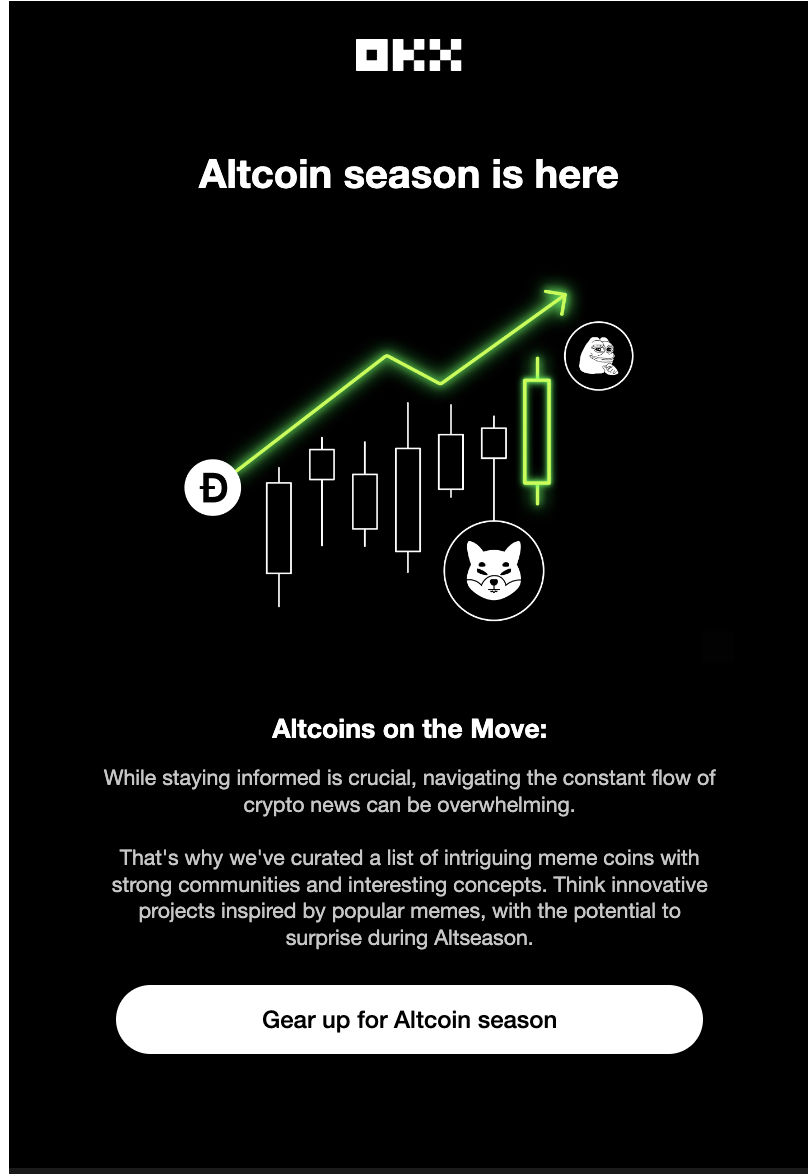 OKX
Altcoin season is here
Altcoins on the Move:
While staying informed is crucial, navigating the constant flow of
crypto news can be overwhelming.
That's why we've curated a list of intriguing meme coins with
strong communities and interesting concepts. Think innovative
projects inspired by popular memes, with the potential to
surprise during Altseason.
Gear up for Altcoin season